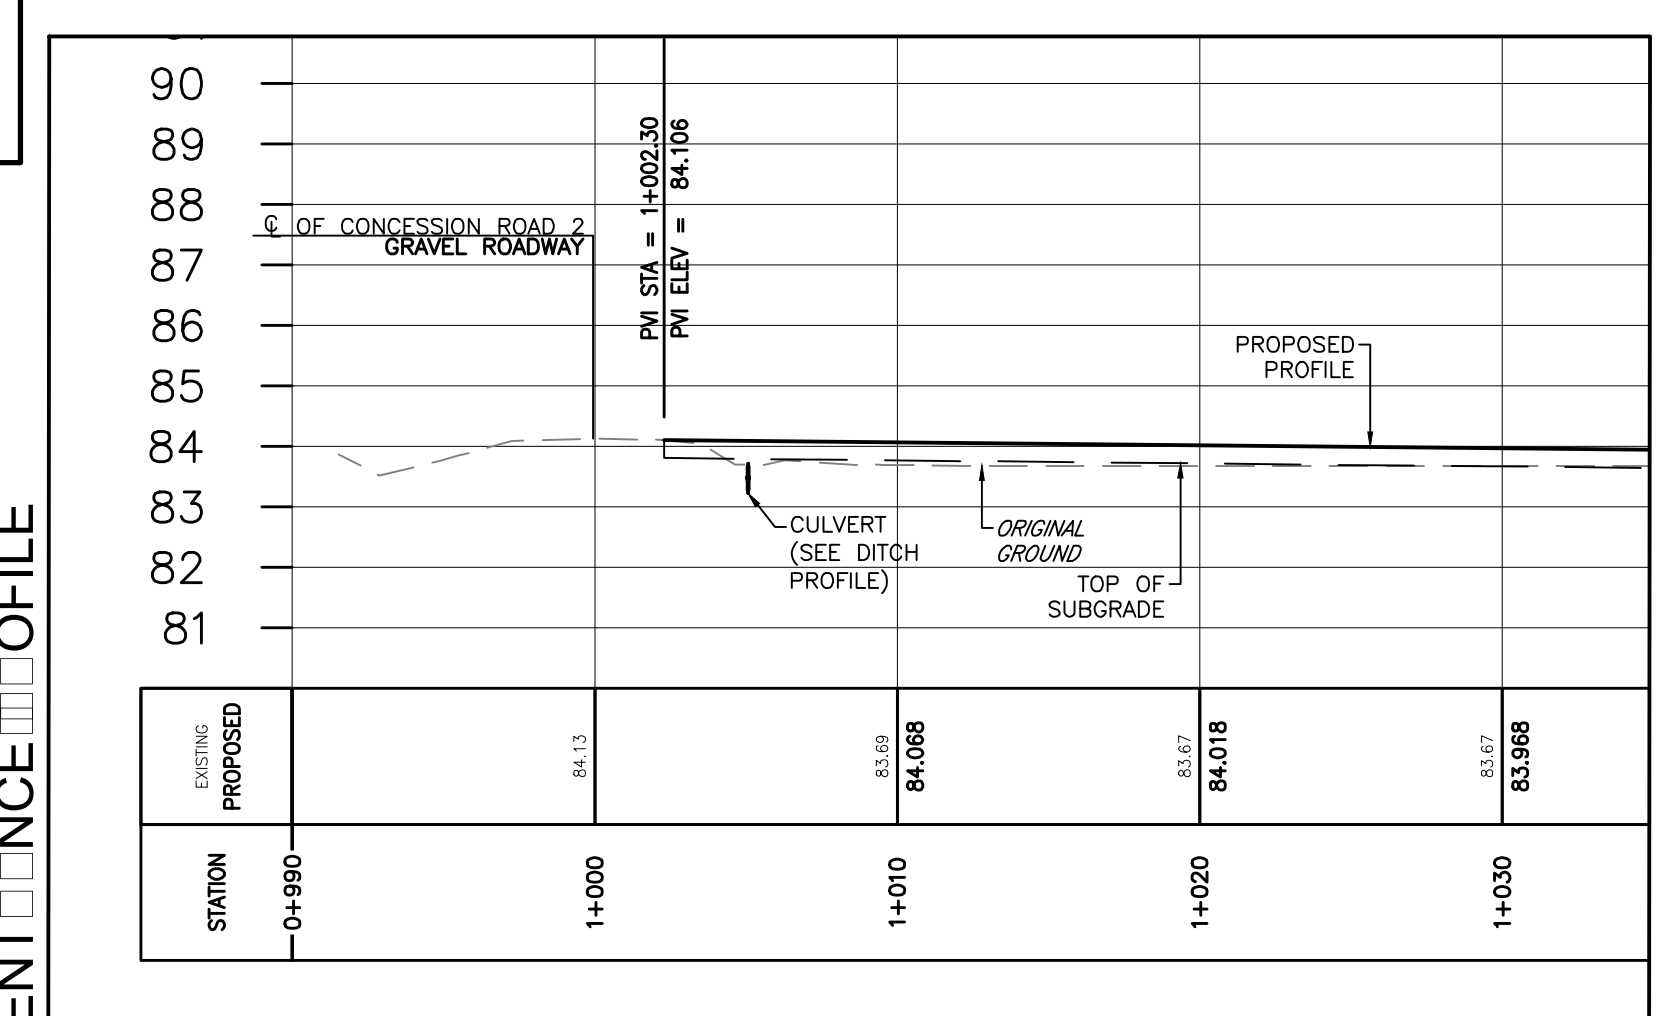 90
89
88
87
86
85
84
83
82
81
℄ OF CONCESSION ROAD 2
GRAVEL ROADWAY
PVI STA = 1+002.30
PVI ELEV = 84.106
PROPOSED
PROFILE
CULVERT
(SEE DITCH
PROFILE)
ORIGINAL
GROUND
TOP OF
SUBGRADE
EXISTING
PROPOSED
84.13
83.69
84.068
83.67
84.018
83.67
83.968
STATION
0+990
1+000
1+010
1+020
1+030